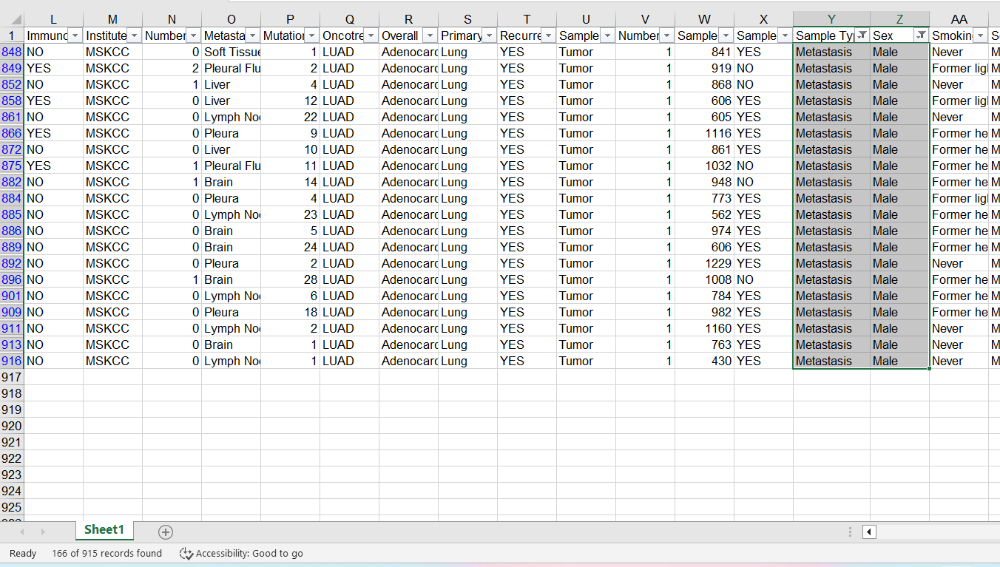 L M N O P Q R S T U V W X Y Z AA
1 Immuno Institute Number Metasta Mutation Oncotre Overall Primary Recurre Sample Number Sample Sample Sample Typ Sex Smokin
848 NO MSKCC 0 Soft Tissue 1 LUAD Adenocarc Lung YES Tumor 1 841 YES Metastasis Male Never M
849 YES MSKCC 2 Pleural Flu 2 LUAD Adenocarc Lung YES Tumor 1 919 NO Metastasis Male Former lig M
852 NO MSKCC 1 Liver 4 LUAD Adenocarc Lung YES Tumor 1 868 NO Metastasis Male Never M
858 YES MSKCC 0 Liver 12 LUAD Adenocarc Lung YES Tumor 1 606 YES Metastasis Male Former lig M
861 NO MSKCC 0 Lymph No 22 LUAD Adenocarc Lung YES Tumor 1 605 YES Metastasis Male Never M
866 YES MSKCC 0 Pleura 9 LUAD Adenocarc Lung YES Tumor 1 1116 YES Metastasis Male Former he M
872 NO MSKCC 0 Liver 10 LUAD Adenocarc Lung YES Tumor 1 861 YES Metastasis Male Former he M
875 YES MSKCC 1 Pleural Flu 11 LUAD Adenocarc Lung YES Tumor 1 1032 NO Metastasis Male Former he M
882 NO MSKCC 1 Brain 14 LUAD Adenocarc Lung YES Tumor 1 948 NO Metastasis Male Former he M
884 NO MSKCC 0 Pleura 4 LUAD Adenocarc Lung YES Tumor 1 773 YES Metastasis Male Former lig M
885 NO MSKCC 0 Lymph No 23 LUAD Adenocarc Lung YES Tumor 1 562 YES Metastasis Male Former he M
886 NO MSKCC 0 Brain 5 LUAD Adenocarc Lung YES Tumor 1 974 YES Metastasis Male Former he M
889 NO MSKCC 0 Brain 24 LUAD Adenocarc Lung YES Tumor 1 606 YES Metastasis Male Former he M
892 NO MSKCC 0 Pleura 2 LUAD Adenocarc Lung YES Tumor 1 1229 YES Metastasis Male Never M
896 NO MSKCC 1 Brain 28 LUAD Adenocarc Lung YES Tumor 1 1008 NO Metastasis Male Former he M
901 NO MSKCC 0 Lymph No 6 LUAD Adenocarc Lung YES Tumor 1 784 YES Metastasis Male Former he M
909 NO MSKCC 0 Pleura 18 LUAD Adenocarc Lung YES Tumor 1 982 YES Metastasis Male Former he M
911 NO MSKCC 0 Lymph No 2 LUAD Adenocarc Lung YES Tumor 1 1160 YES Metastasis Male Never M
913 NO MSKCC 0 Brain 1 LUAD Adenocarc Lung YES Tumor 1 763 YES Metastasis Male Never M
916 NO MSKCC 0 Lymph No 1 LUAD Adenocarc Lung YES Tumor 1 430 YES Metastasis Male Never M
917
918
919
920
921
922
923
924
925
Sheet1
Ready 166 of 915 records found Accessibility: Good to go